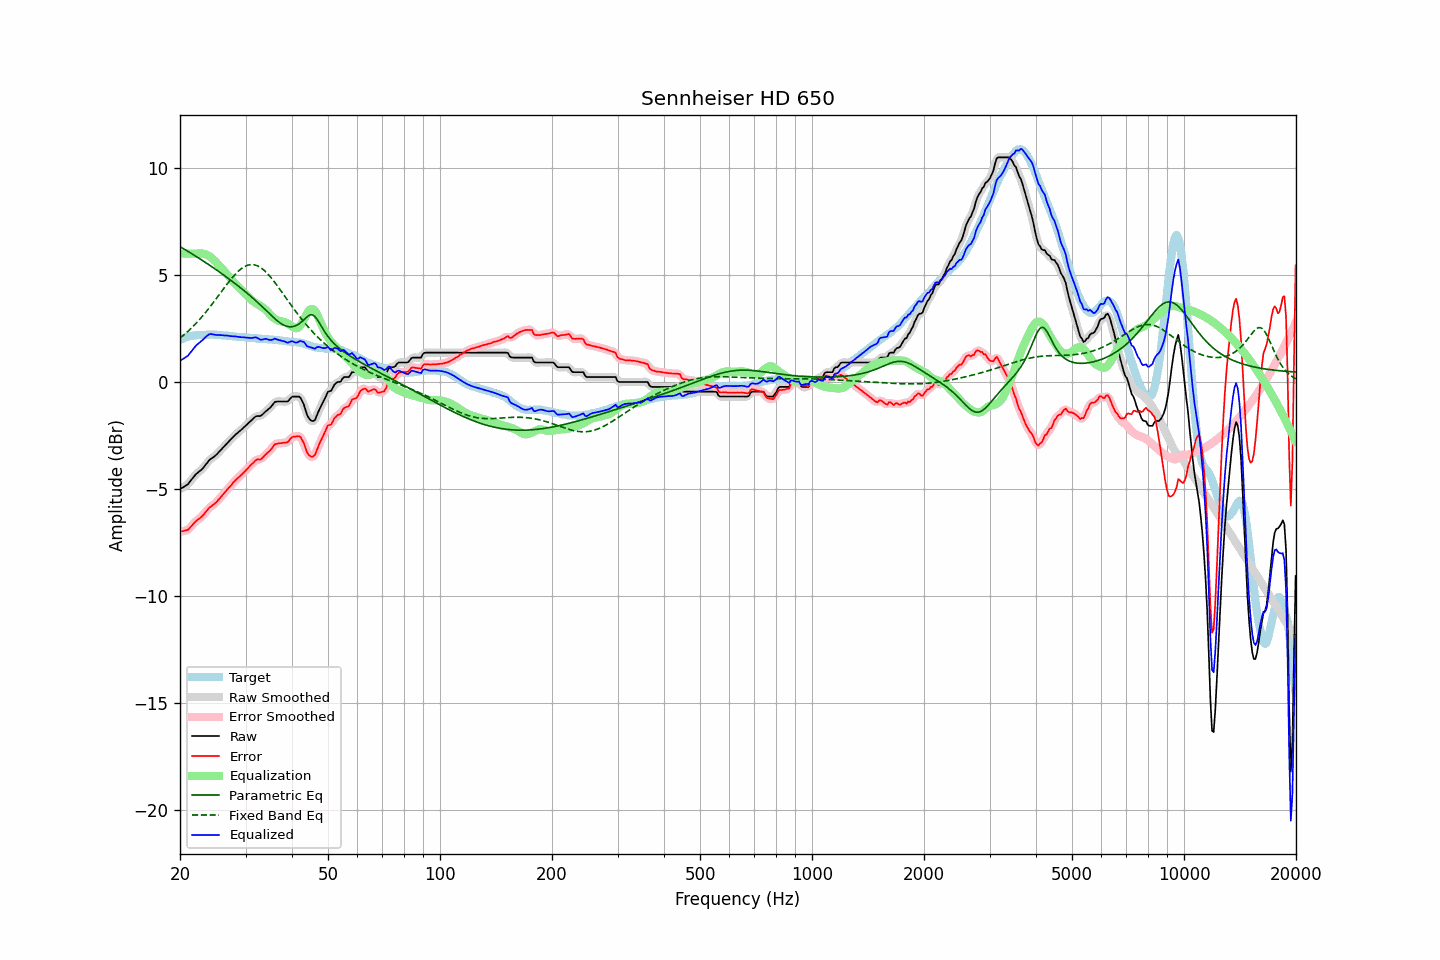 Sennheiser HD 650
Amplitude (dBr)
10
5
0
−5
−10
−15
−20
Target
Raw Smoothed
Error Smoothed
Raw
Error
Equalization
Parametric Eq
Fixed Band Eq
Equalized
20 50 100 200 500 1000 2000 5000 10000 20000
Frequency (Hz)